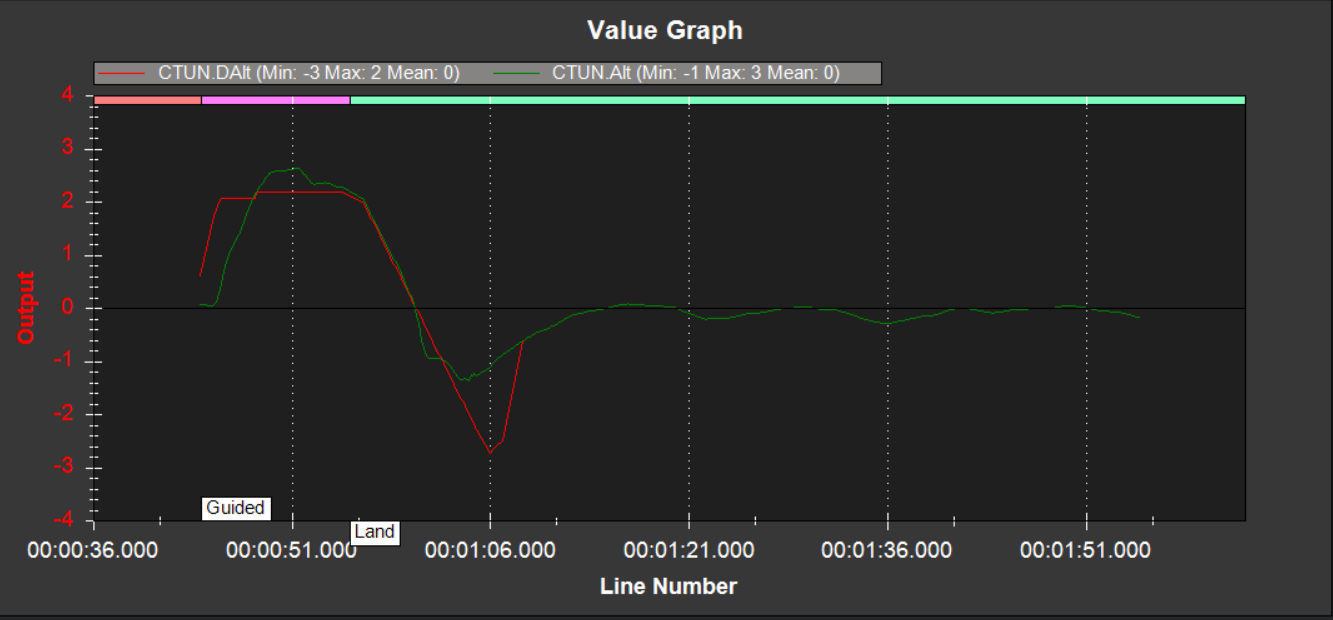 Value Graph
CTUN.DAlt (Min: -3 Max: 2 Mean: 0) CTUN.Alt (Min: -1 Max: 3 Mean: 0)
4
3
2
1
0
-1
-2
-3
-4
Output
Guided
Land
00:00:36.000 00:00:51.000 00:01:06.000 00:01:21.000 00:01:36.000 00:01:51.000
Line Number